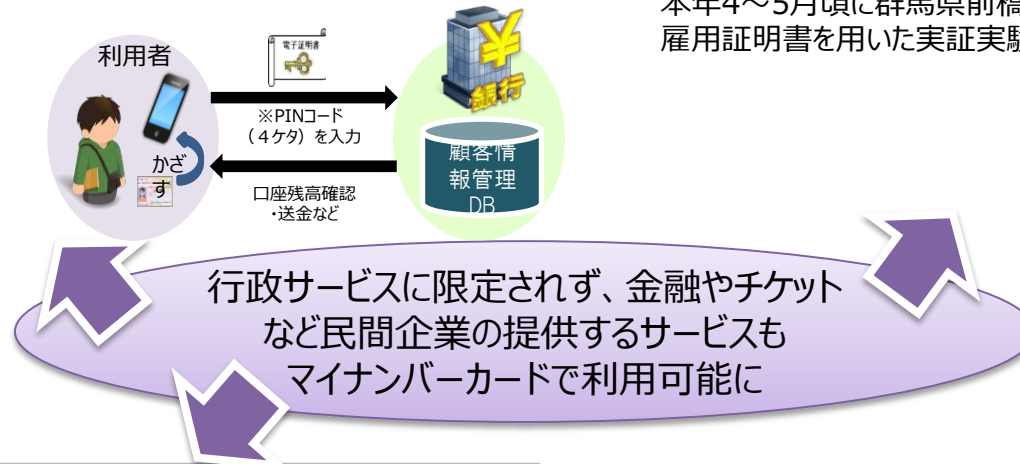 本年4～5月頃に群馬県前橋
雇用証明書を用いた実証実験
利用者
電子証明書
※PINコード
（４ケタ）を入力
かざ
す
口座残高確認
・送金など
銀行
顧客情
報管理
DB
行政サービスに限定されず、金融やチケット
など民間企業の提供するサービスも
マイナンバーカードで利用可能に